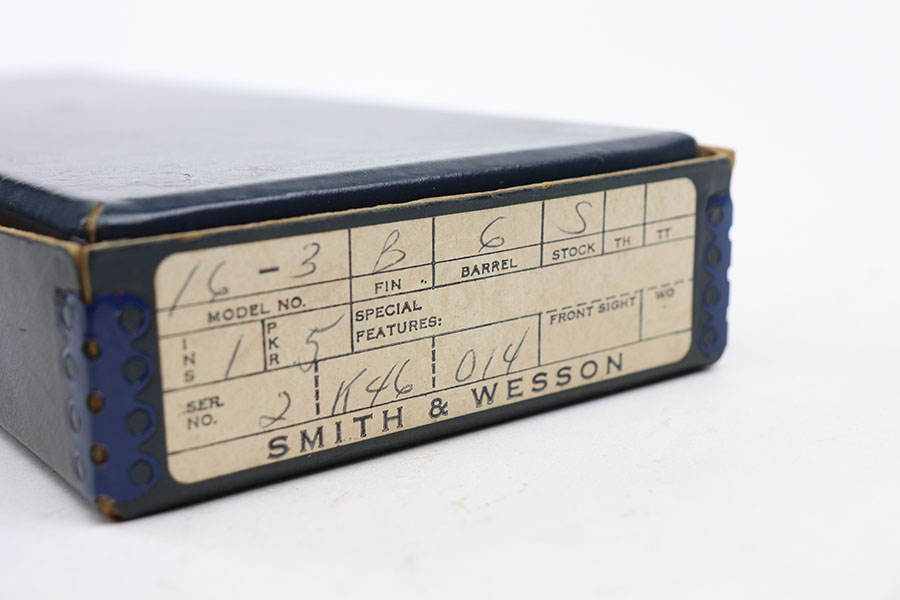 16-3 B 6 S
MODEL NO. FIN. BARREL STOCK TH TT
INS 1 PKR 5 SPECIAL FEATURES: FRONT SIGHT WO
SER. NO. 2 K46 014
SMITH & WESSON